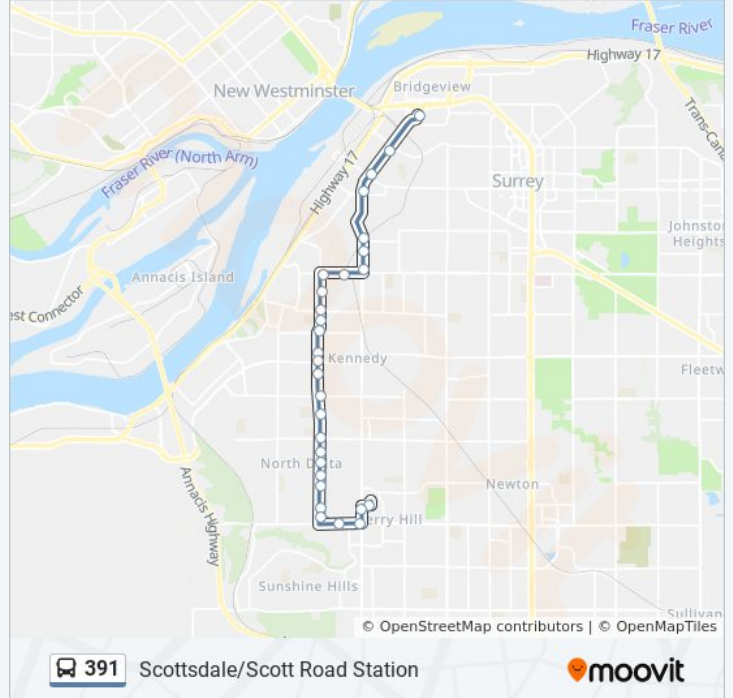 Fraser River
Highway 17
New Westminster
Bridgeview
Trans-Cana
Fraser River (North Arm)
Highway 17
Surrey
Johnston
Heights
Annacis Island
est Connector
Kennedy
Fleetw
North Delta
Annacis Highway
Newton
erry Hill
Sunshine Hills
Sullivan
© OpenStreetMap contributors | © OpenMapTiles
391 Scottsdale/Scott Road Station
moovit